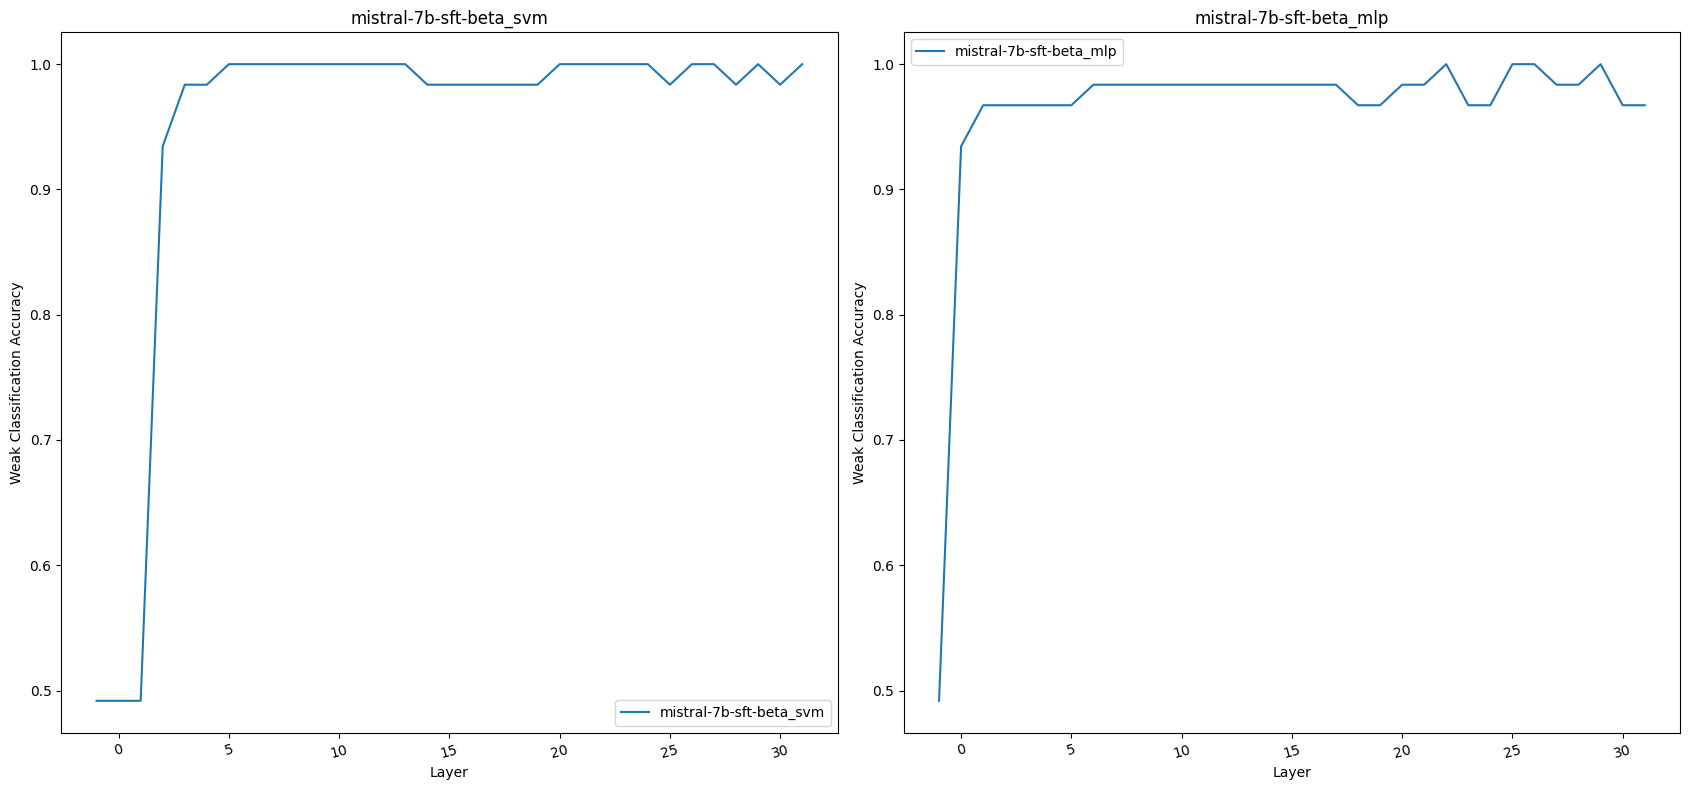 mistral-7b-sft-beta_svm
1.0
0.9
0.8
0.7
0.6
0.5
Weak Classification Accuracy
mistral-7b-sft-beta_svm
0 5 10 15 20 25 30
Layer
mistral-7b-sft-beta_mlp
mistral-7b-sft-beta_mlp
1.0
0.9
0.8
0.7
0.6
0.5
Weak Classification Accuracy
0 5 10 15 20 25 30
Layer